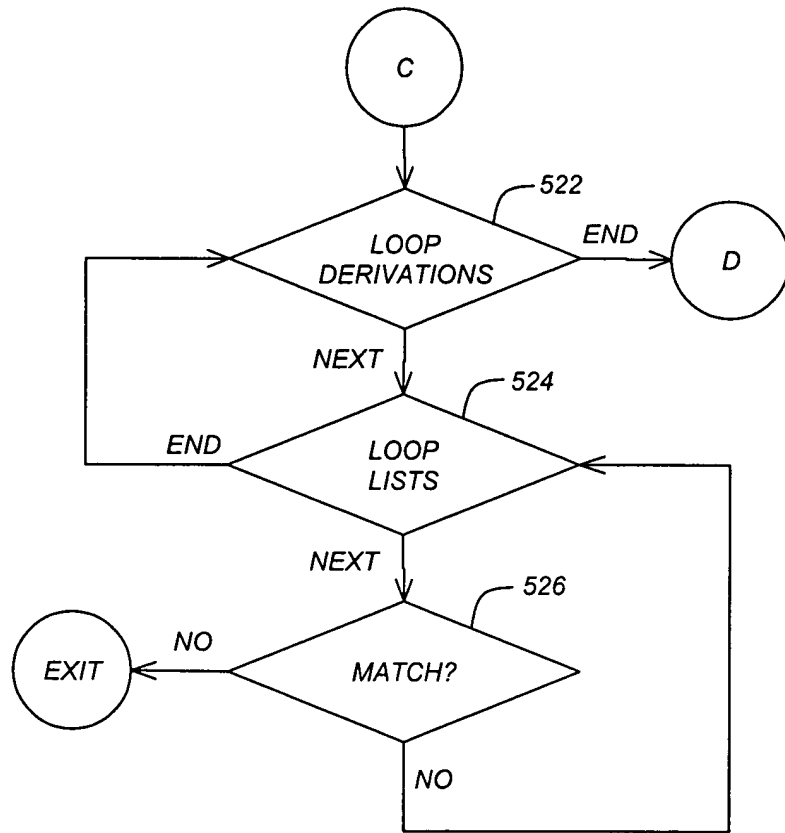 C
522
LOOP
DERIVATIONS
END
D
NEXT
524
END
LOOP
LISTS
NEXT
526
NO
EXIT
MATCH?
NO